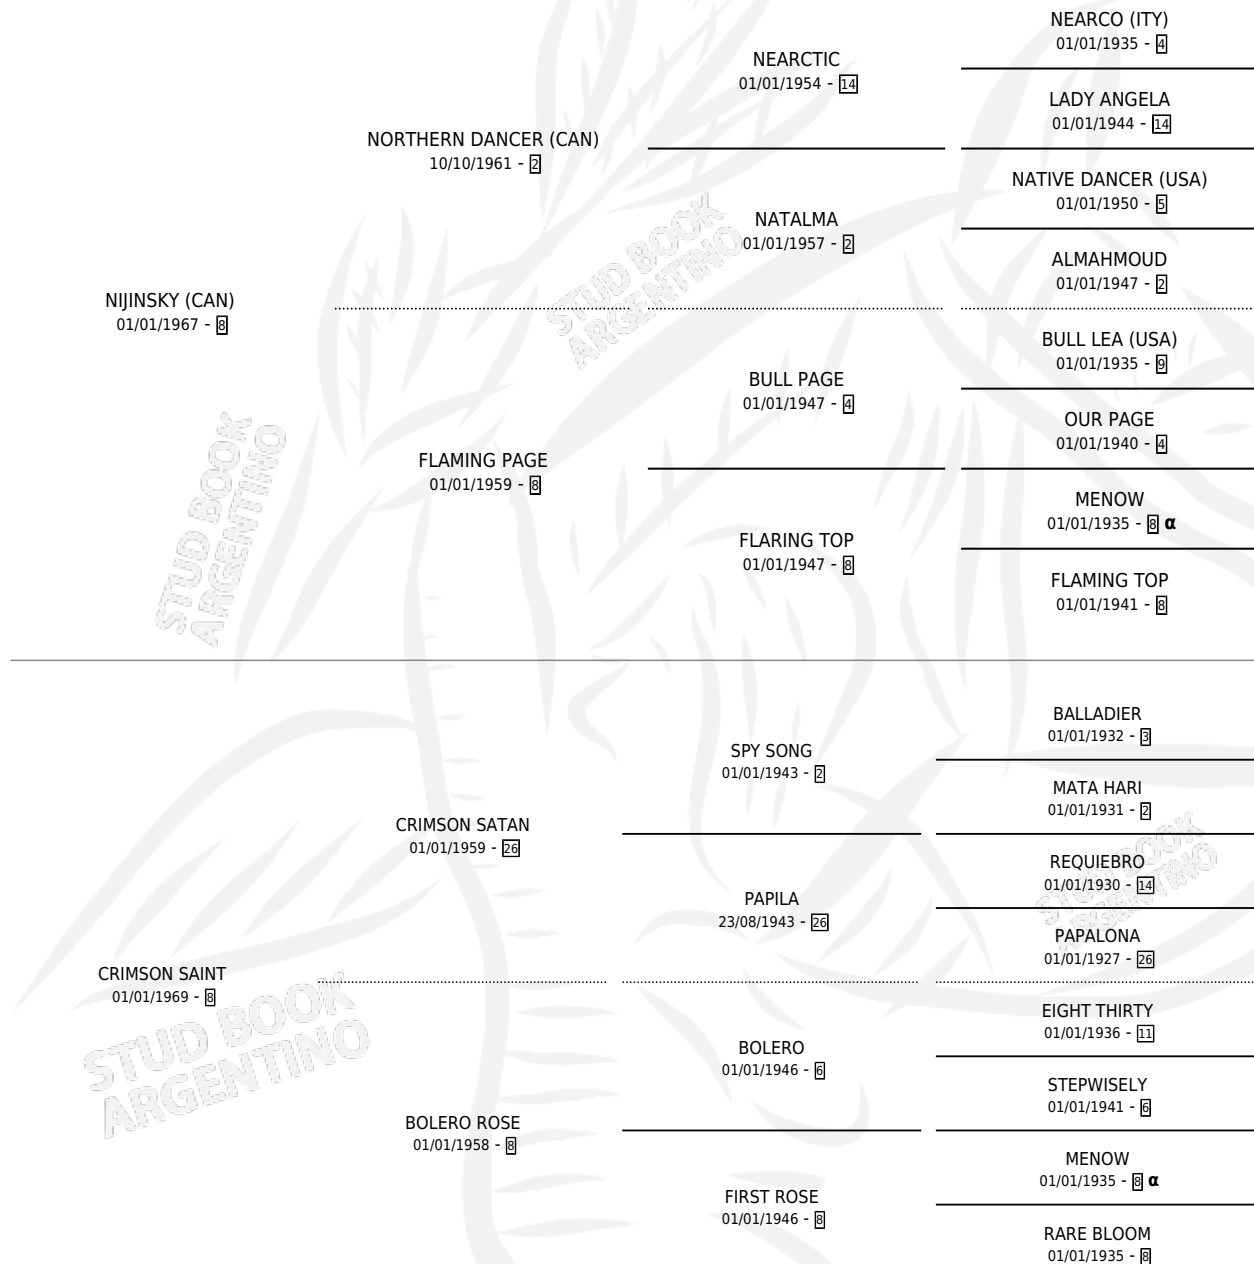 NEARCO (ITY)
01/01/1935 - 4
NEARCTIC
01/01/1954 - 14
LADY ANGELA
01/01/1944 - 14
NORTHERN DANCER (CAN)
10/10/1961 - 2
NATIVE DANCER (USA)
01/01/1950 - 5
NATALMA
01/01/1957 - 2
ALMAHMOUD
01/01/1947 - 2
NIJINSKY (CAN)
01/01/1967 - 8
BULL LEA (USA)
01/01/1935 - 9
BULL PAGE
01/01/1947 - 4
OUR PAGE
01/01/1940 - 4
FLAMING PAGE
01/01/1959 - 8
MENOW
01/01/1935 - 8 α
FLARING TOP
01/01/1947 - 8
FLAMING TOP
01/01/1941 - 8
STUD BOOK
ARGENTINO
STUD BOOK
ARGENTINO
BALLADIER
01/01/1932 - 3
SPY SONG
01/01/1943 - 2
MATA HARI
01/01/1931 - 2
CRIMSON SATAN
01/01/1959 - 26
REQUIEBRO
01/01/1930 - 14
PAPILA
23/08/1943 - 26
PAPALONA
01/01/1927 - 26
CRIMSON SAINT
01/01/1969 - 8
EIGHT THIRTY
01/01/1936 - 11
BOLERO
01/01/1946 - 6
STEPWISELY
01/01/1941 - 6
BOLERO ROSE
01/01/1958 - 8
MENOW
01/01/1935 - 8 α
FIRST ROSE
01/01/1946 - 8
RARE BLOOM
01/01/1935 - 8
STUD BOOK
ARGENTINO
STUD BOOK
ARGENTINO